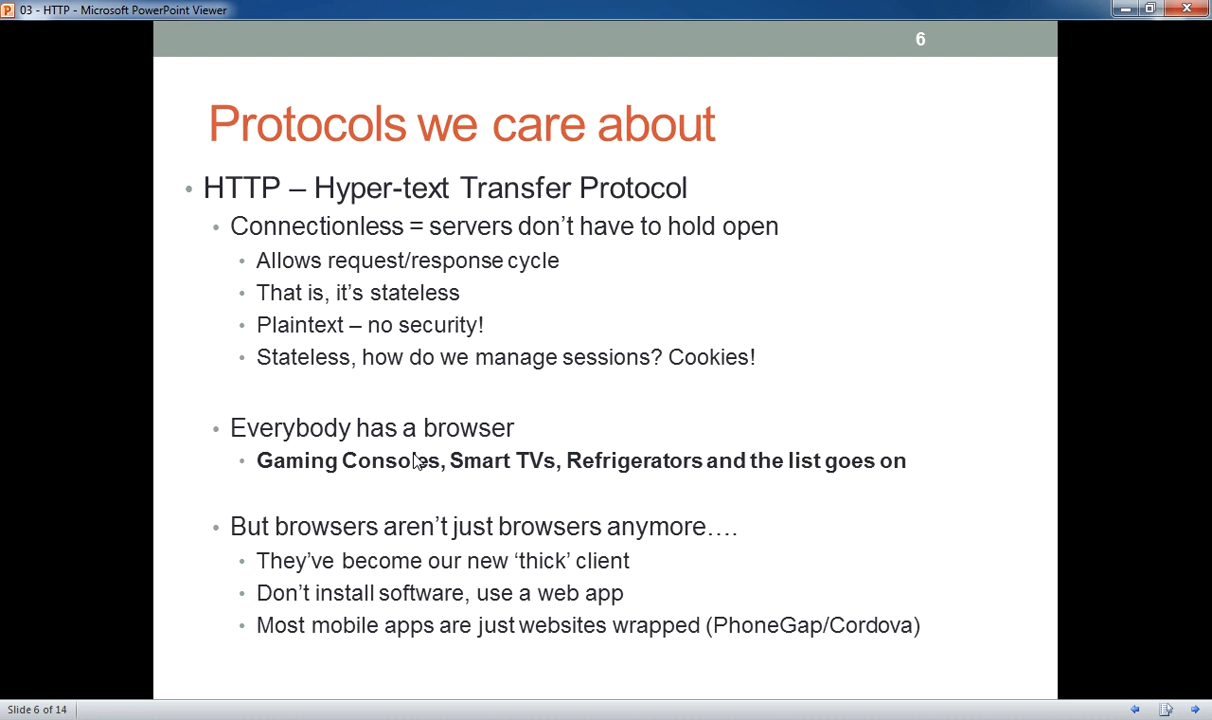 03 - HTTP - Microsoft PowerPoint Viewer
6
Protocols we care about
• HTTP – Hyper-text Transfer Protocol
• Connectionless = servers don’t have to hold open
• Allows request/response cycle
• That is, it’s stateless
• Plaintext – no security!
• Stateless, how do we manage sessions? Cookies!
• Everybody has a browser
• Gaming Consoles, Smart TVs, Refrigerators and the list goes on
• But browsers aren’t just browsers anymore….
• They’ve become our new ‘thick’ client
• Don’t install software, use a web app
• Most mobile apps are just websites wrapped (PhoneGap/Cordova)
Slide 6 of 14